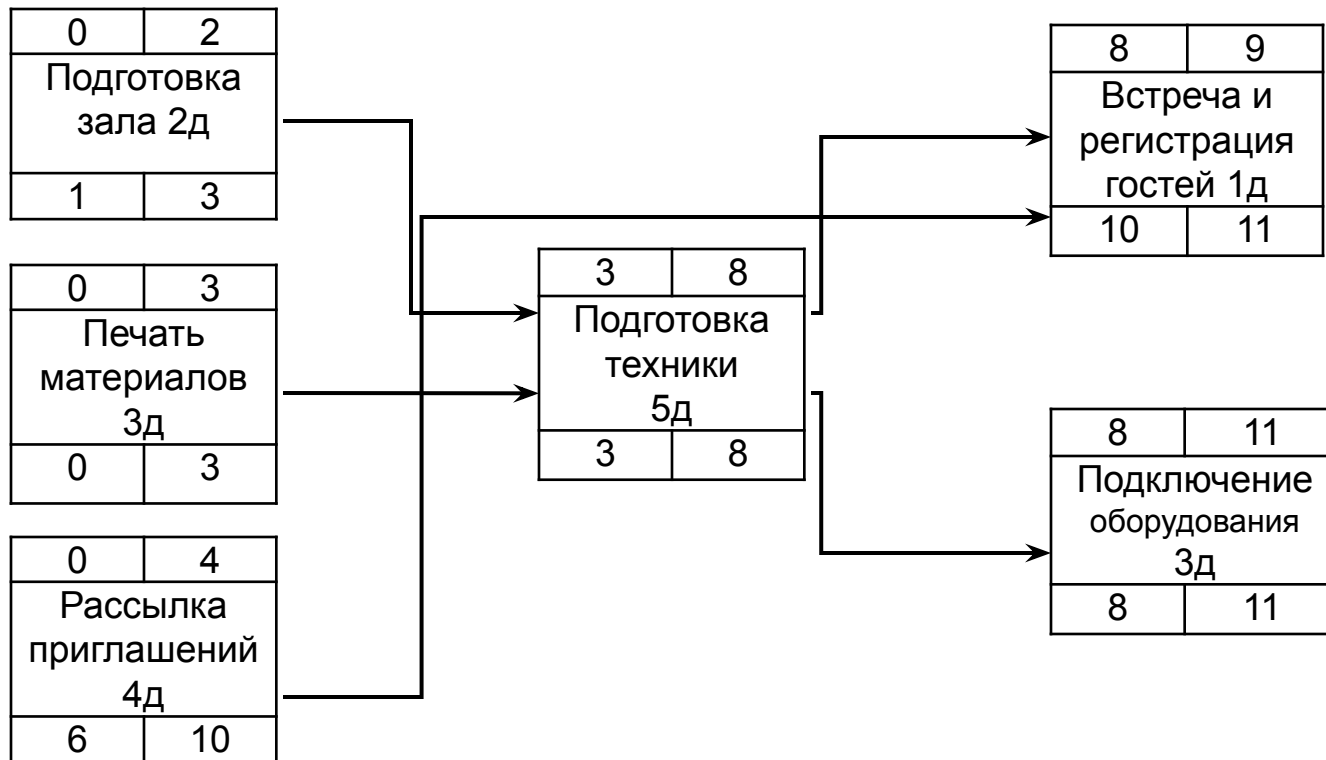 0 2
Подготовка
зала 2д
1 3
0 3
Печать
материалов
3д
0 3
0 4
Рассылка
приглашений
4д
6 10
3 8
Подготовка
техники
5д
3 8
8 9
Встреча и
регистрация
гостей 1д
10 11
8 11
Подключение
оборудования
3д
8 11